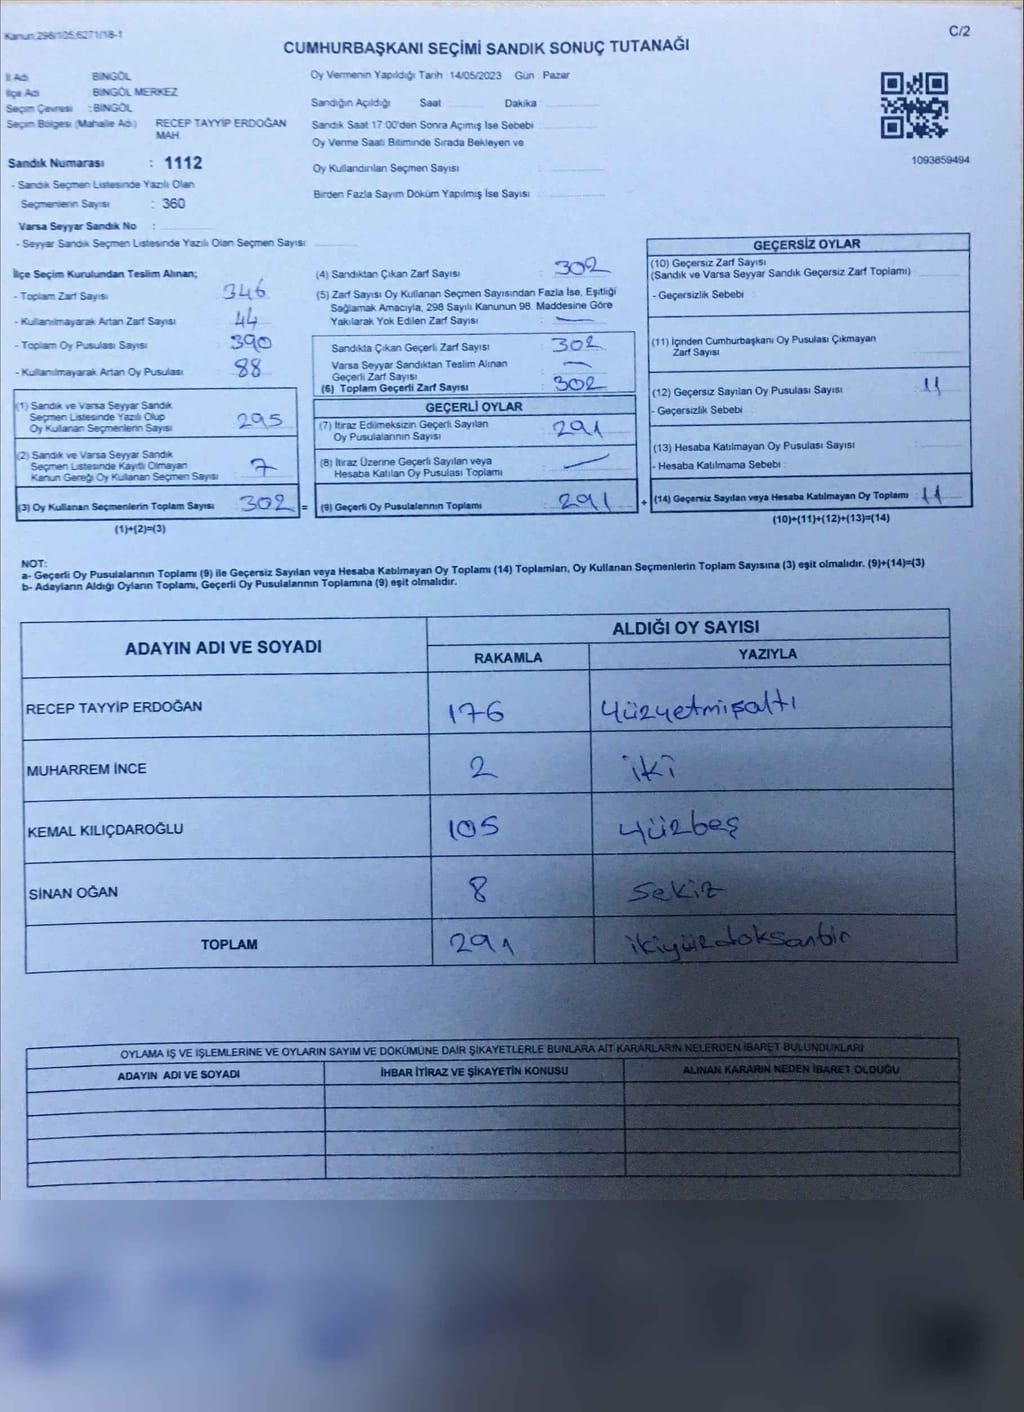 Kanun:298/105,6271/18-1
C/2
CUMHURBAŞKANI SEÇİMİ SANDIK SONUÇ TUTANAĞI
İl Adı BİNGÖL
İlçe Adı BİNGÖL MERKEZ
Seçim Çevresi : BİNGÖL
Seçim Bölgesi (Mahalle Adı) RECEP TAYYİP ERDOĞAN
MAH.
Sandık Numarası : 1112
- Sandık Seçmen Listesinde Yazılı Olan
Seçmenlerin Sayısı : 360
Varsa Seyyar Sandık No :
- Seyyar Sandık Seçmen Listesinde Yazılı Olan Seçmen Sayısı:
Oy Vermenin Yapıldığı Tarih 14/05/2023 Gün Pazar
Sandığın Açıldığı Saat Dakika
Sandık Saat 17:00'den Sonra Açımış İse Sebebi
Oy Verme Saati Bitiminde Sırada Bekleyen ve
Oy Kullandırılan Seçmen Sayısı :
Birden Fazla Sayım Döküm Yapılmış İse Sayısı :
1093859494
İlçe Seçim Kurulundan Teslim Alınan;
- Toplam Zarf Sayısı 346
- Kullanılmayarak Artan Zarf Sayısı 44
- Toplam Oy Pusulası Sayısı 390
- Kullanılmayarak Artan Oy Pusulası 88
(1) Sandık ve Varsa Seyyar Sandık
Seçmen Listesinde Yazılı Olup
Oy Kullanan Seçmenlerin Sayısı 295
(2) Sandık ve Varsa Seyyar Sandık
Seçmen Listesinde Kayıtlı Olmayan
Kanun Gereği Oy Kullanan Seçmen Sayısı 7
(3) Oy Kullanan Seçmenlerin Toplam Sayısı 302 =
(1)+(2)=(3)
(4) Sandıktan Çıkan Zarf Sayısı : 302
(5) Zarf Sayısı Oy Kullanan Seçmen Sayısından Fazla İse, Eşitliği
Sağlamak Amacıyla, 298 Sayılı Kanunun 98. Maddesine Göre
Yakılarak Yok Edilen Zarf Sayısı : —
Sandıkta Çıkan Geçerli Zarf Sayısı : 302
Varsa Seyyar Sandıktan Teslim Alınan
Geçerli Zarf Sayısı : —
(6) Toplam Geçerli Zarf Sayısı : 302
GEÇERLİ OYLAR
(7) İtiraz Edilmeksizin Geçerli Sayılan
Oy Pusulalarının Sayısı : 291
(8) İtiraz Üzerine Geçerli Sayılan veya
Hesaba Katılan Oy Pusulası Toplamı : —
(9) Geçerli Oy Pusulalarının Toplamı : 291 +
GEÇERSİZ OYLAR
(10) Geçersiz Zarf Sayısı
(Sandık ve Varsa Seyyar Sandık Geçersiz Zarf Toplamı) :
- Geçersizlik Sebebi :
(11) İçinden Cumhurbaşkanı Oy Pusulası Çıkmayan
Zarf Sayısı :
(12) Geçersiz Sayılan Oy Pusulası Sayısı : 11
- Geçersizlik Sebebi :
(13) Hesaba Katılmayan Oy Pusulası Sayısı :
- Hesaba Katılmama Sebebi :
(14) Geçersiz Sayılan veya Hesaba Katılmayan Oy Toplamı : 11
(10)+(11)+(12)+(13)=(14)
NOT:
a- Geçerli Oy Pusulalarının Toplamı (9) ile Geçersiz Sayılan veya Hesaba Katılmayan Oy Toplamı (14) Toplamları, Oy Kullanan Seçmenlerin Toplam Sayısına (3) eşit olmalıdır. (9)+(14)=(3)
b- Adayların Aldığı Oyların Toplamı, Geçerli Oy Pusulalarının Toplamına (9) eşit olmalıdır.
ADAYIN ADI VE SOYADI
ALDIĞI OY SAYISI
RAKAMLA YAZIYLA
RECEP TAYYİP ERDOĞAN 176 yüzyetmişaltı
MUHARREM İNCE 2 iki
KEMAL KILIÇDAROĞLU 105 yüzbeş
SİNAN OĞAN 8 sekiz
TOPLAM 291 ikiyüzdoksanbir
OYLAMA İŞ VE İŞLEMLERİNE VE OYLARIN SAYIM VE DÖKÜMÜNE DAİR ŞİKAYETLERLE BUNLARA AİT KARARLARIN NELERDEN İBARET BULUNDUKLARI
ADAYIN ADI VE SOYADI İHBAR İTİRAZ VE ŞİKAYETİN KONUSU ALINAN KARARIN NEDEN İBARET OLDUĞU